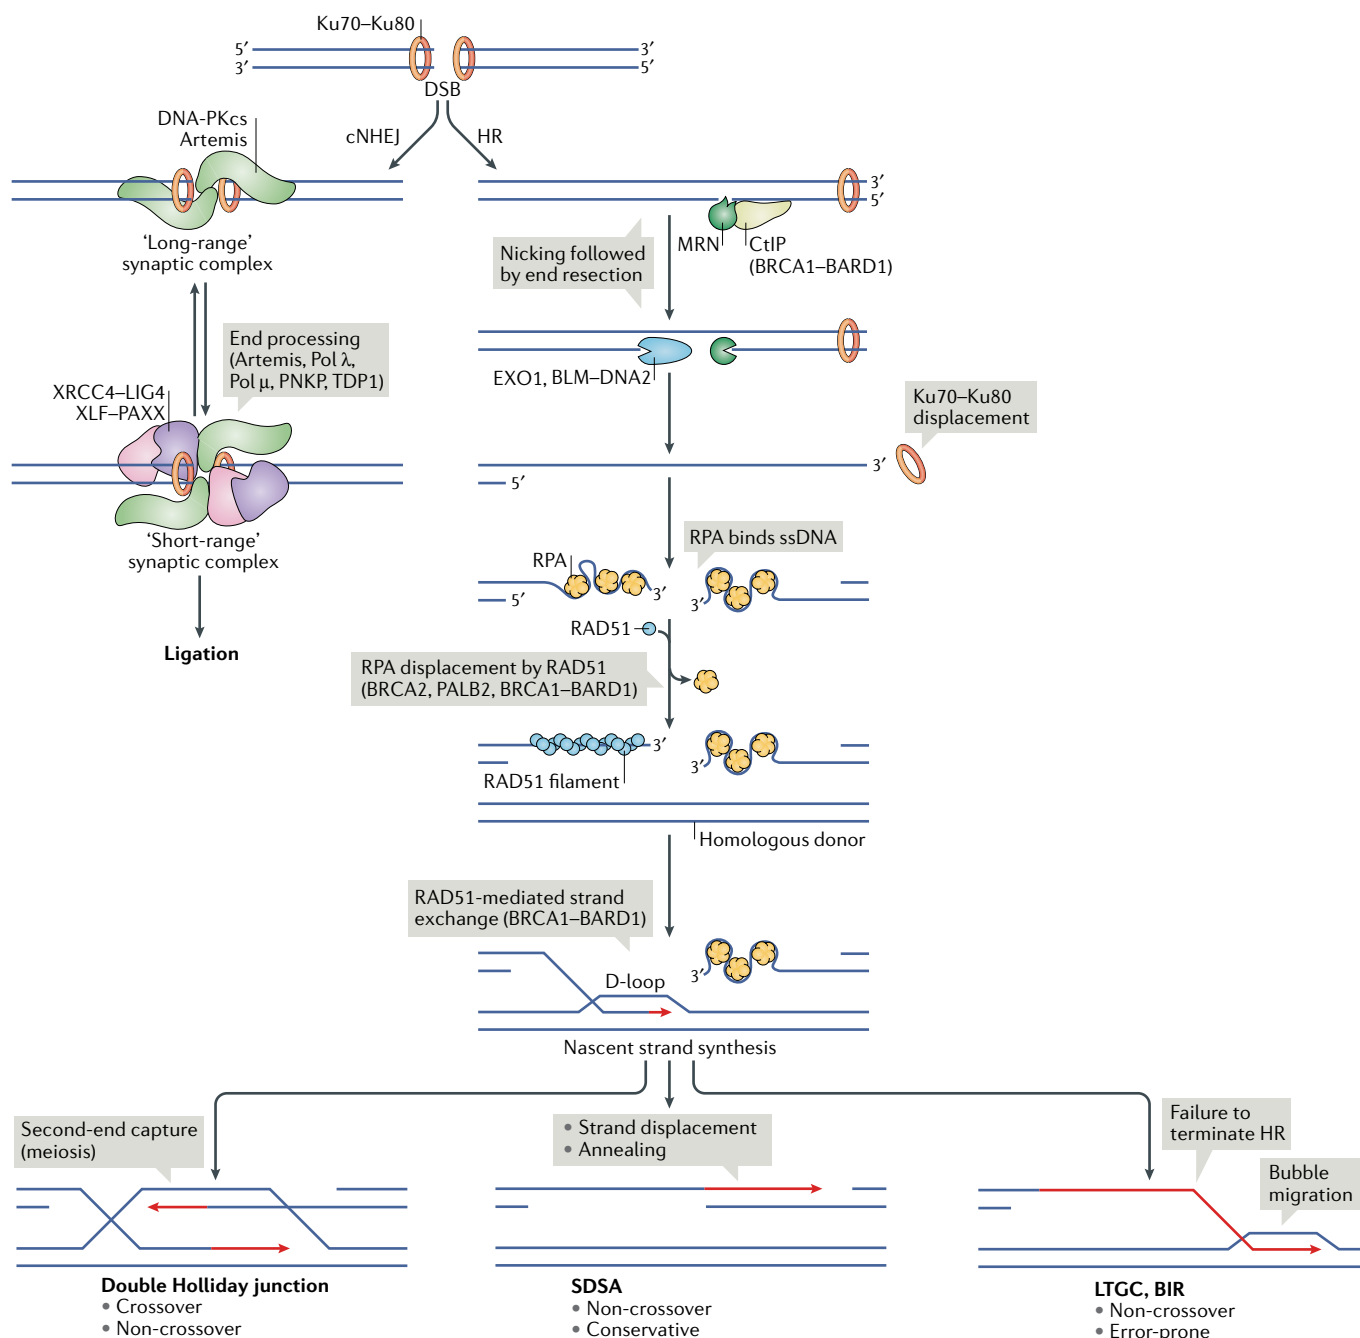 Ku70–Ku80
5′
3′
3′
5′
DSB
cNHEJ
HR
DNA-PKcs
Artemis
3′
5′
'Long-range'
synaptic complex
MRN
CtIP
(BRCA1–BARD1)
Nicking followed
by end resection
End processing
(Artemis, Pol λ,
Pol μ, PNKP, TDP1)
EXO1, BLM–DNA2
XRCC4–LIG4
XLF–PAXX
Ku70–Ku80
displacement
3′
5′
'Short-range'
synaptic complex
RPA binds ssDNA
RPA
3′
3′
5′
RAD51
Ligation
RPA displacement by RAD51
(BRCA2, PALB2, BRCA1–BARD1)
3′
3′
RAD51 filament
Homologous donor
RAD51-mediated strand
exchange (BRCA1–BARD1)
3′
D-loop
Nascent strand synthesis
Second-end capture
(meiosis)
• Strand displacement
• Annealing
Failure to
terminate HR
Bubble
migration
Double Holliday junction
• Crossover
• Non-crossover
SDSA
• Non-crossover
• Conservative
LTGC, BIR
• Non-crossover
• Error-prone